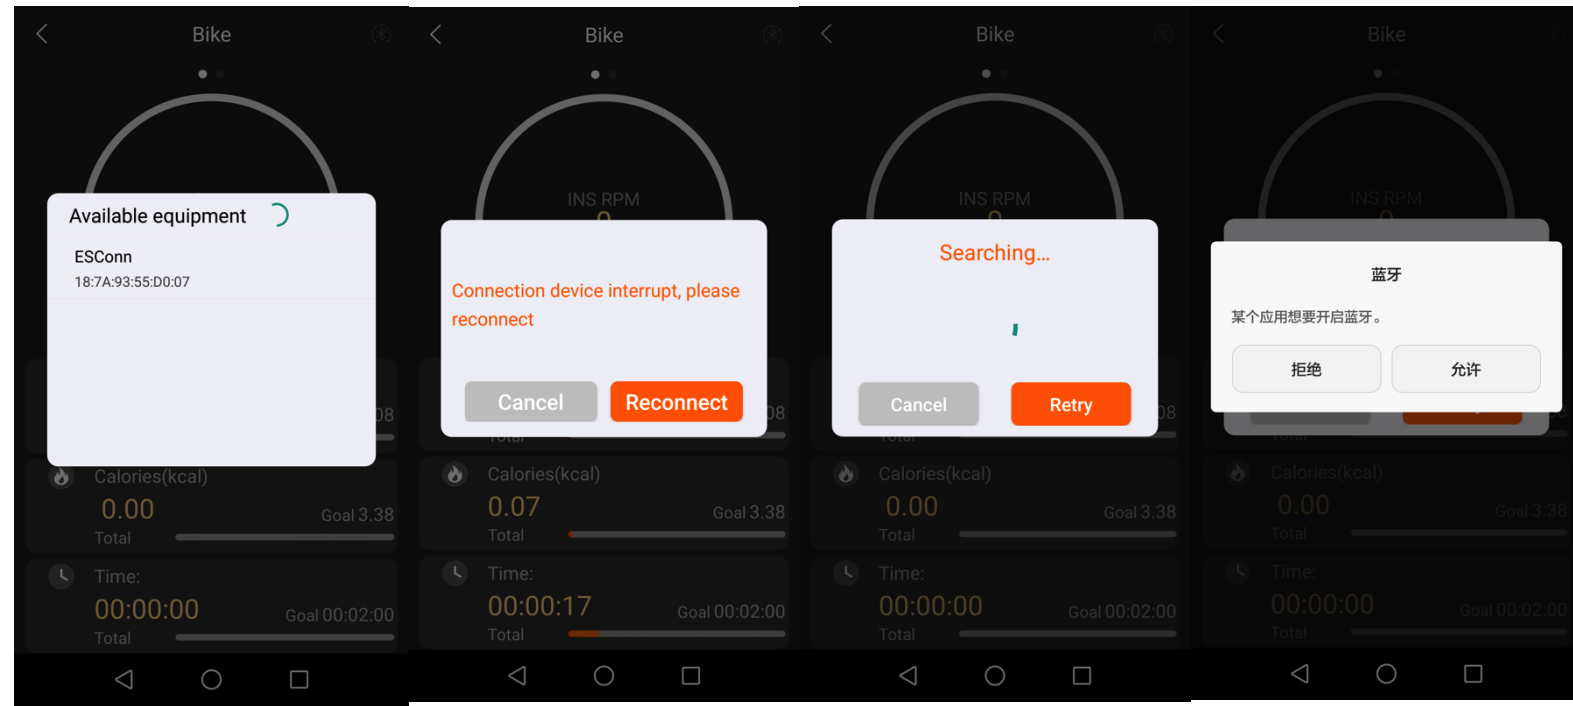 Bike
Available equipment
ESConn
18:7A:93:55:D0:07
08
Calories(kcal)
0.00
Goal 3.38
Total
Time:
00:00:00
Goal 00:02:00
Total
Bike
INS RPM
0
Connection device interrupt, please
reconnect
Cancel
Reconnect
08
Total
Calories(kcal)
0.07
Goal 3.38
Total
Time:
00:00:17
Goal 00:02:00
Total
Bike
INS RPM
0
Searching...
Cancel
Retry
08
Total
Calories(kcal)
0.00
Goal 3.38
Total
Time:
00:00:00
Goal 00:02:00
Total
Bike
INS RPM
0
蓝牙
某个应用想要开启蓝牙。
拒绝
允许
Total
Calories(kcal)
0.00
Goal 3.38
Total
Time:
00:00:00
Goal 00:02:00
Total